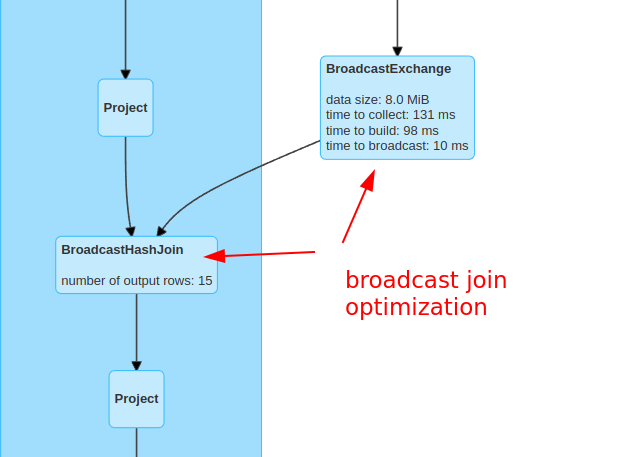 BroadcastExchange
data size: 8.0 MiB
time to collect: 131 ms
time to build: 98 ms
time to broadcast: 10 ms
Project
BroadcastHashJoin
number of output rows: 15
broadcast join
optimization
Project